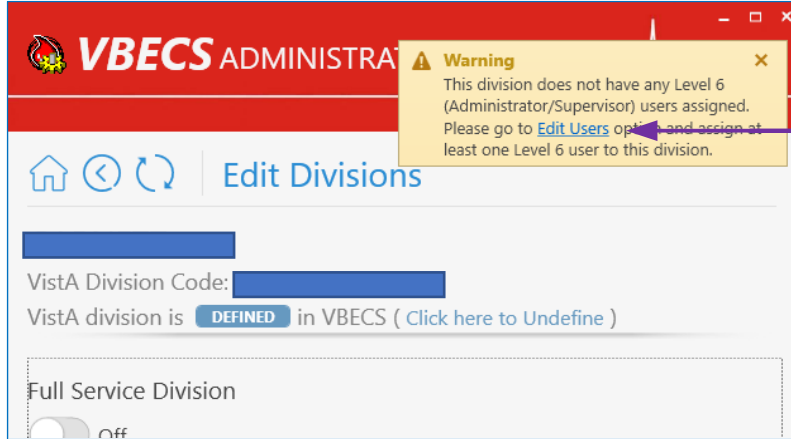 VBECS ADMINISTRAT
Warning
This division does not have any Level 6
(Administrator/Supervisor) users assigned.
Please go to Edit Users option and assign at
least one Level 6 user to this division.
Edit Divisions
VistA Division Code:
VistA division is DEFINED in VBECS ( Click here to Undefine )
Full Service Division
Off